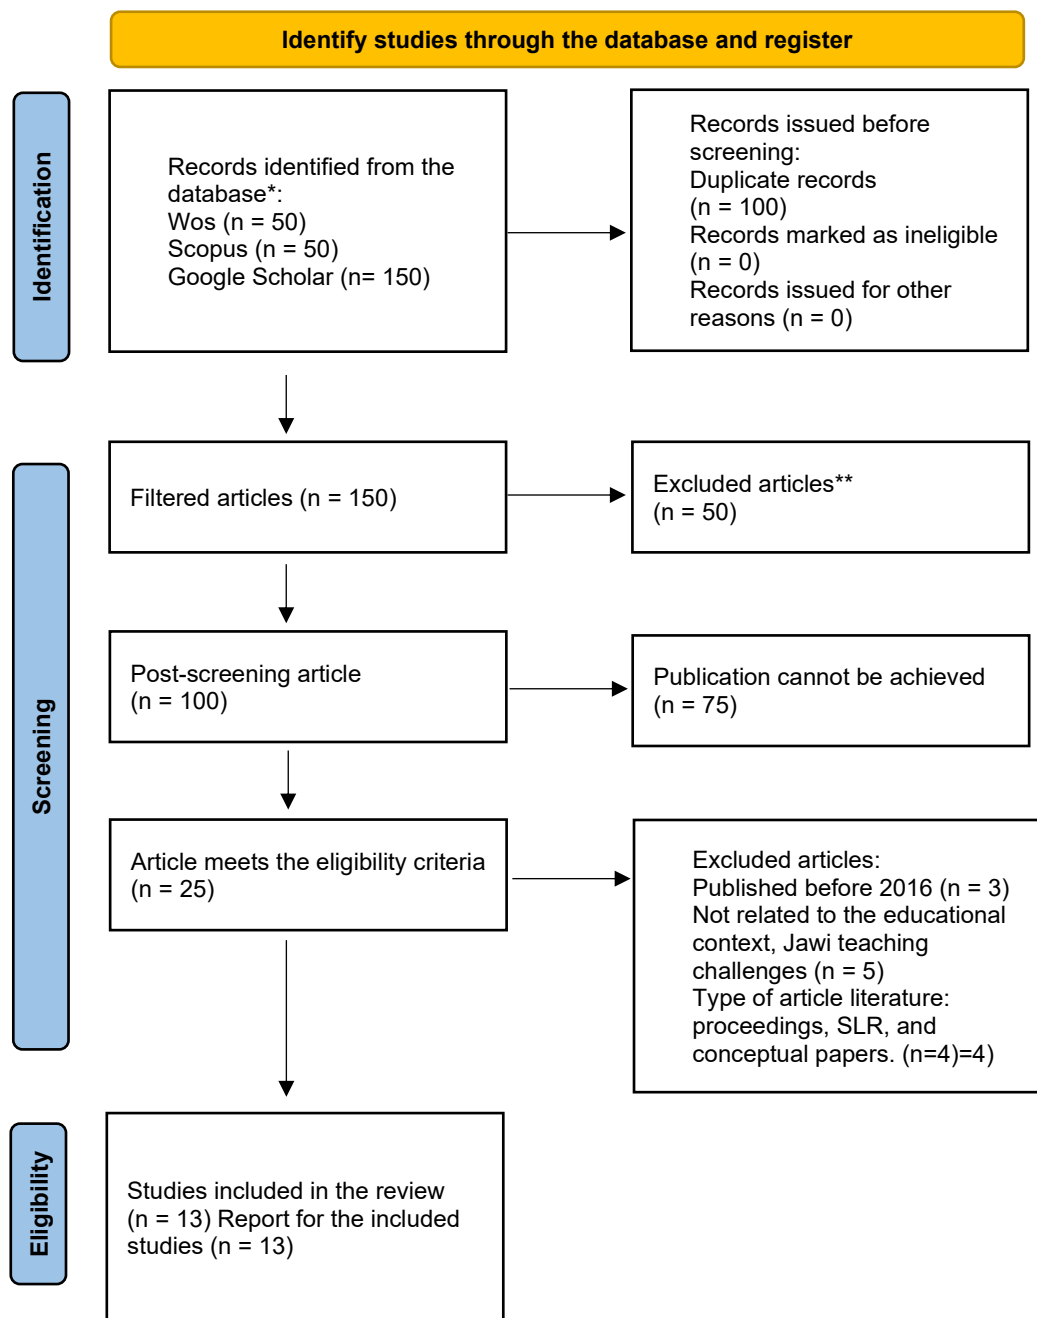 Identify studies through the database and register
Identification
Records identified from the
database*:
Wos (n = 50)
Scopus (n = 50)
Google Scholar (n= 150)
Records issued before
screening:
Duplicate records
(n = 100)
Records marked as ineligible
(n = 0)
Records issued for other
reasons (n = 0)
Screening
Filtered articles (n = 150)
Excluded articles**
(n = 50)
Post-screening article
(n = 100)
Publication cannot be achieved
(n = 75)
Article meets the eligibility criteria
(n = 25)
Excluded articles:
Published before 2016 (n = 3)
Not related to the educational
context, Jawi teaching
challenges (n = 5)
Type of article literature:
proceedings, SLR, and
conceptual papers. (n=4)=4)
Eligibility
Studies included in the review
(n = 13) Report for the included
studies (n = 13)